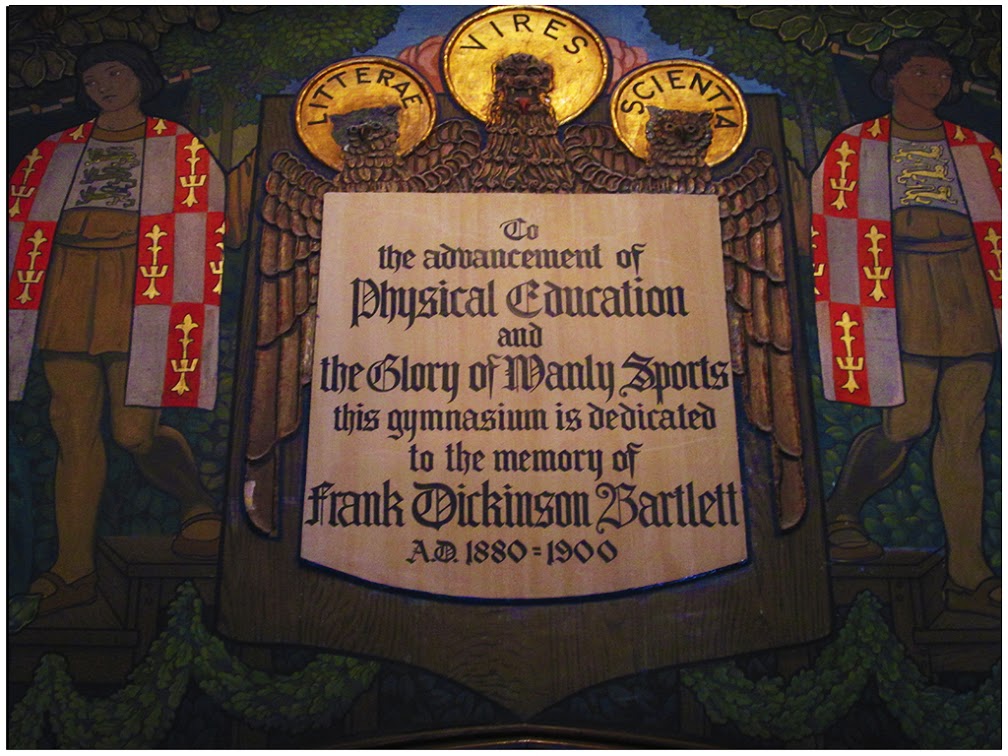 LITTERAE
VIRES
SCIENTIA
To
the advancement of
Physical Education
and
the Glory of Manly Sports
this gymnasium is dedicated
to the memory of
Frank Dickinson Bartlett
A.D. 1880=1900